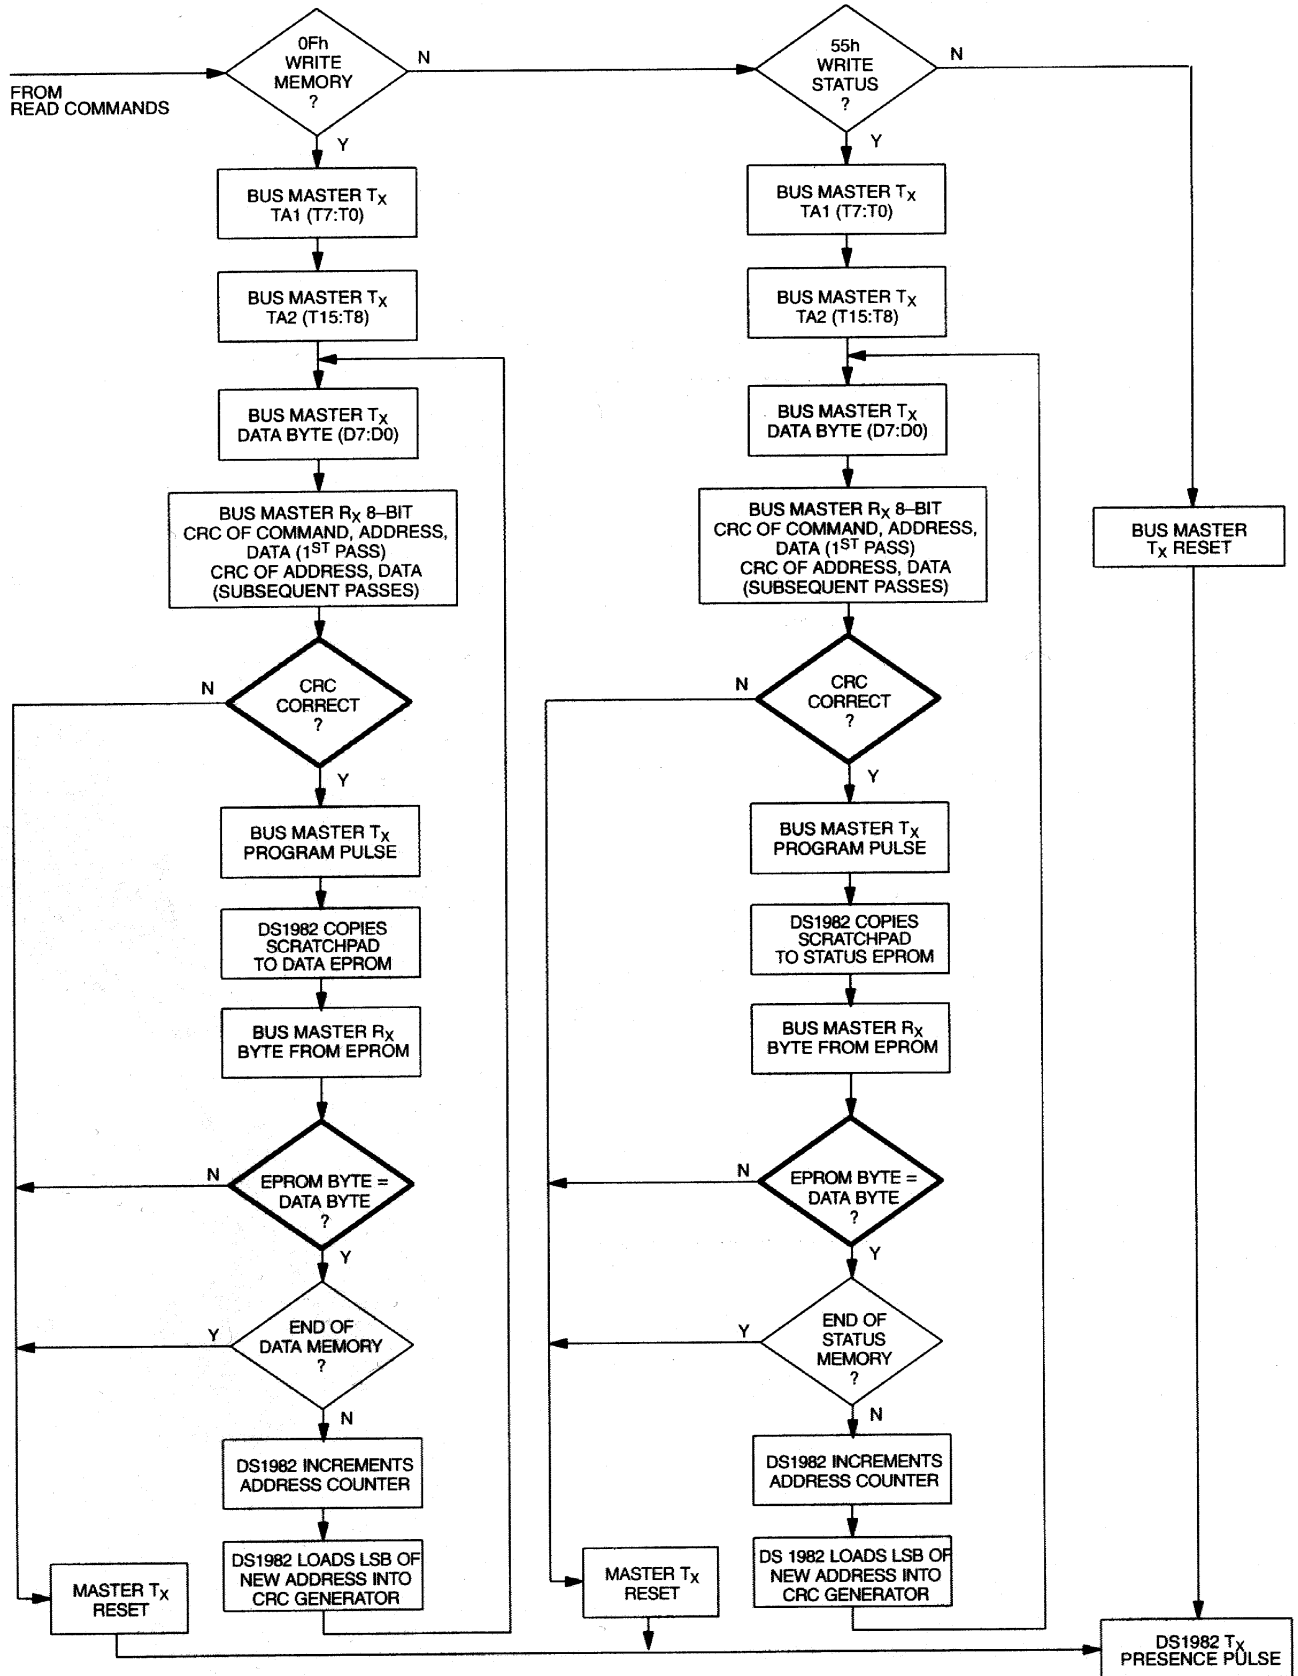 0Fh
WRITE
MEMORY
?
N
FROM
READ COMMANDS
Y
BUS MASTER TX
TA1 (T7:T0)
BUS MASTER TX
TA2 (T15:T8)
BUS MASTER TX
DATA BYTE (D7:D0)
BUS MASTER RX 8–BIT
CRC OF COMMAND, ADDRESS,
DATA (1ST PASS)
CRC OF ADDRESS, DATA
(SUBSEQUENT PASSES)
CRC
CORRECT
?
N
Y
BUS MASTER TX
PROGRAM PULSE
DS1982 COPIES
SCRATCHPAD
TO DATA EPROM
BUS MASTER RX
BYTE FROM EPROM
N
EPROM BYTE =
DATA BYTE
?
Y
END OF
DATA MEMORY
?
Y
N
DS1982 INCREMENTS
ADDRESS COUNTER
DS1982 LOADS LSB OF
NEW ADDRESS INTO
CRC GENERATOR
MASTER TX
RESET
55h
WRITE
STATUS
?
N
Y
BUS MASTER TX
TA1 (T7:T0)
BUS MASTER TX
TA2 (T15:T8)
BUS MASTER TX
DATA BYTE (D7:D0)
BUS MASTER RX 8–BIT
CRC OF COMMAND, ADDRESS,
DATA (1ST PASS)
CRC OF ADDRESS, DATA
(SUBSEQUENT PASSES)
CRC
CORRECT
?
N
Y
BUS MASTER TX
PROGRAM PULSE
DS1982 COPIES
SCRATCHPAD
TO STATUS EPROM
BUS MASTER RX
BYTE FROM EPROM
N
EPROM BYTE =
DATA BYTE
?
Y
END OF
STATUS
MEMORY
?
Y
N
DS1982 INCREMENTS
ADDRESS COUNTER
DS 1982 LOADS LSB OF
NEW ADDRESS INTO
CRC GENERATOR
MASTER TX
RESET
BUS MASTER
TX RESET
DS1982 TX
PRESENCE PULSE